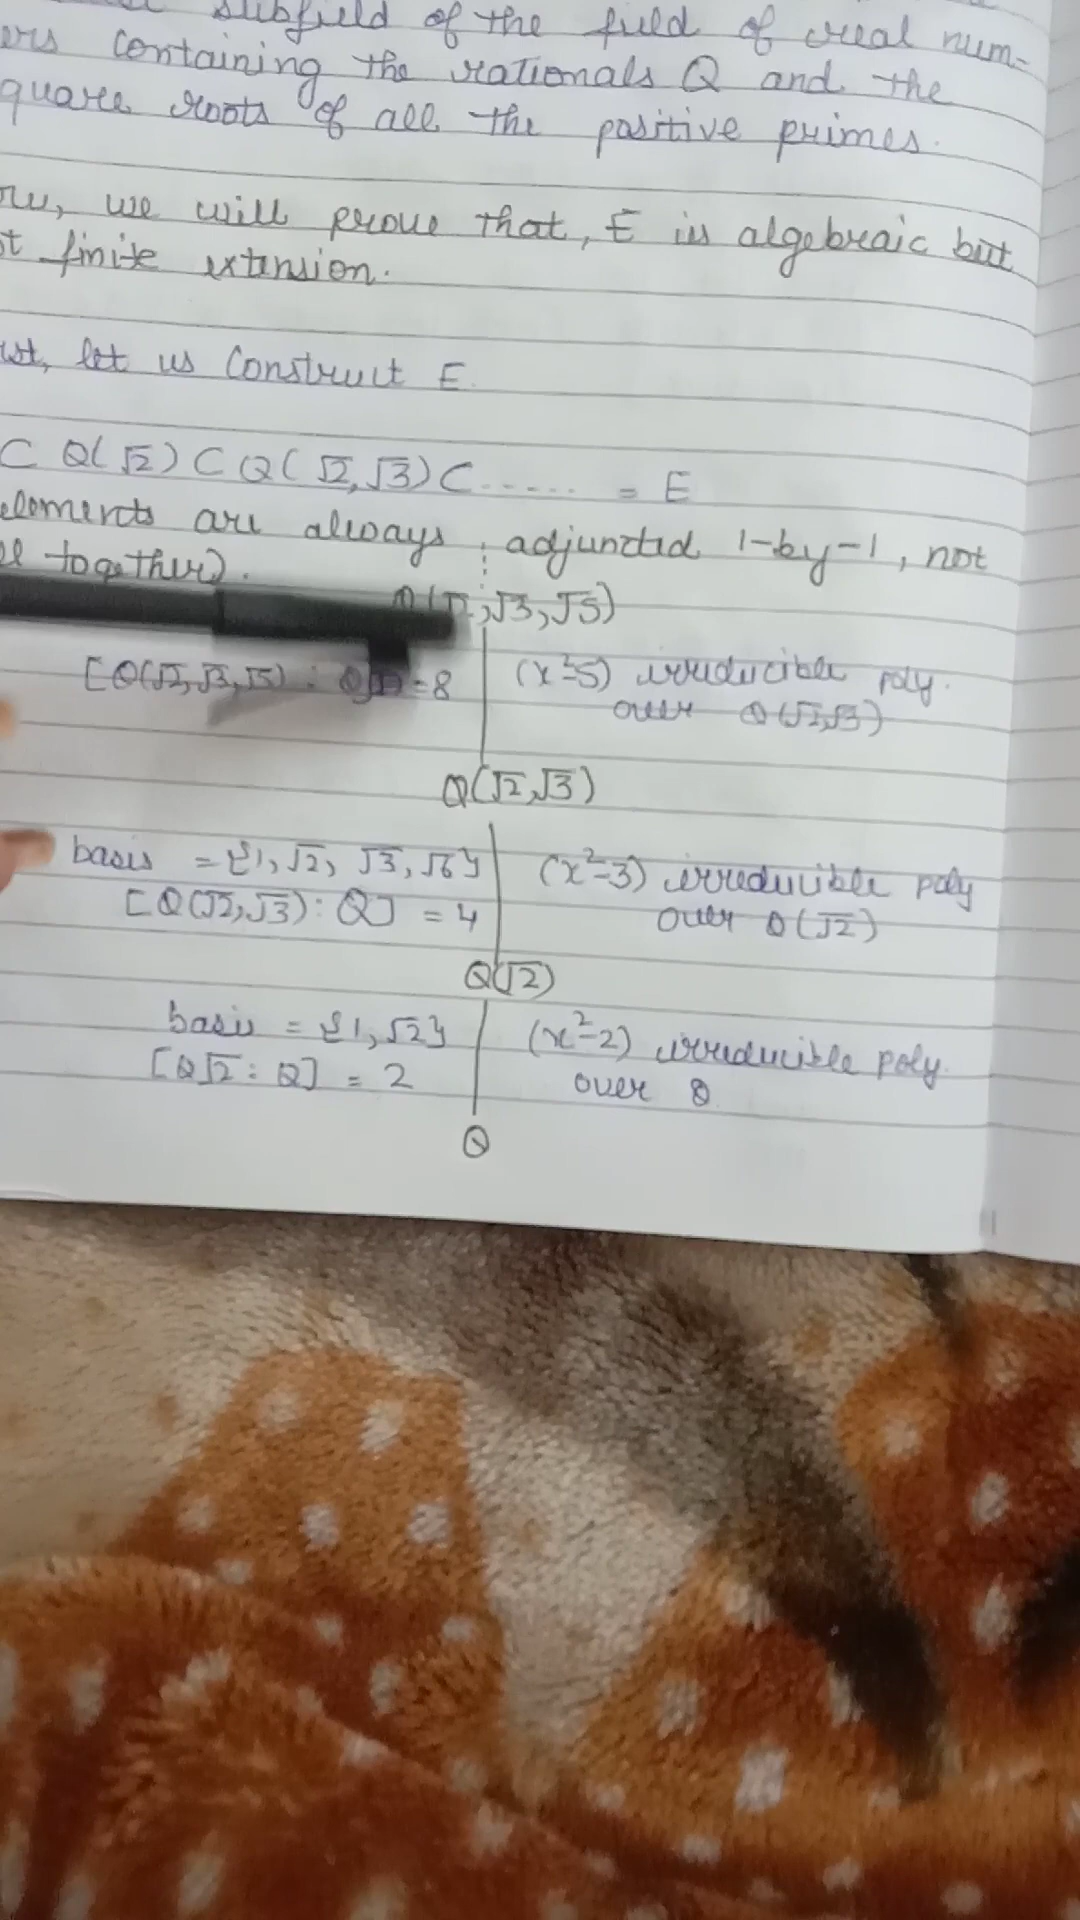 subfield of the field of real num-
ers containing the rationals Q and the
quare roots of all the positive primes.
we will prove that, E is algebraic but
finite extension.
let us Construct E.
⊂ Q(√2) ⊂ Q(√2,√3) ⊂ ...... = E
elements are always adjuncted 1-by-1, not
together).
√3,√5)
[Q(√2,√3,√5) : =8 (x²-5) irreducible poly.
over Q(√2,√3)
Q(√2,√3)
basis = {1,√2, √3,√6} (x²-3) irreducible poly
[Q(√2,√3): Q] = 4 over Q(√2)
Q(√2)
basis = {1,√2} (x²-2) irreducible poly.
[Q√2 : Q] = 2 over Q.
Q